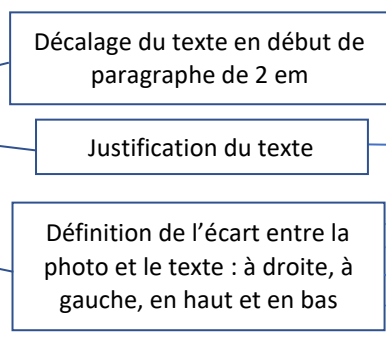 Décalage du texte en début de
paragraphe de 2 em
Justification du texte
Définition de l’écart entre la
photo et le texte : à droite, à
gauche, en haut et en bas